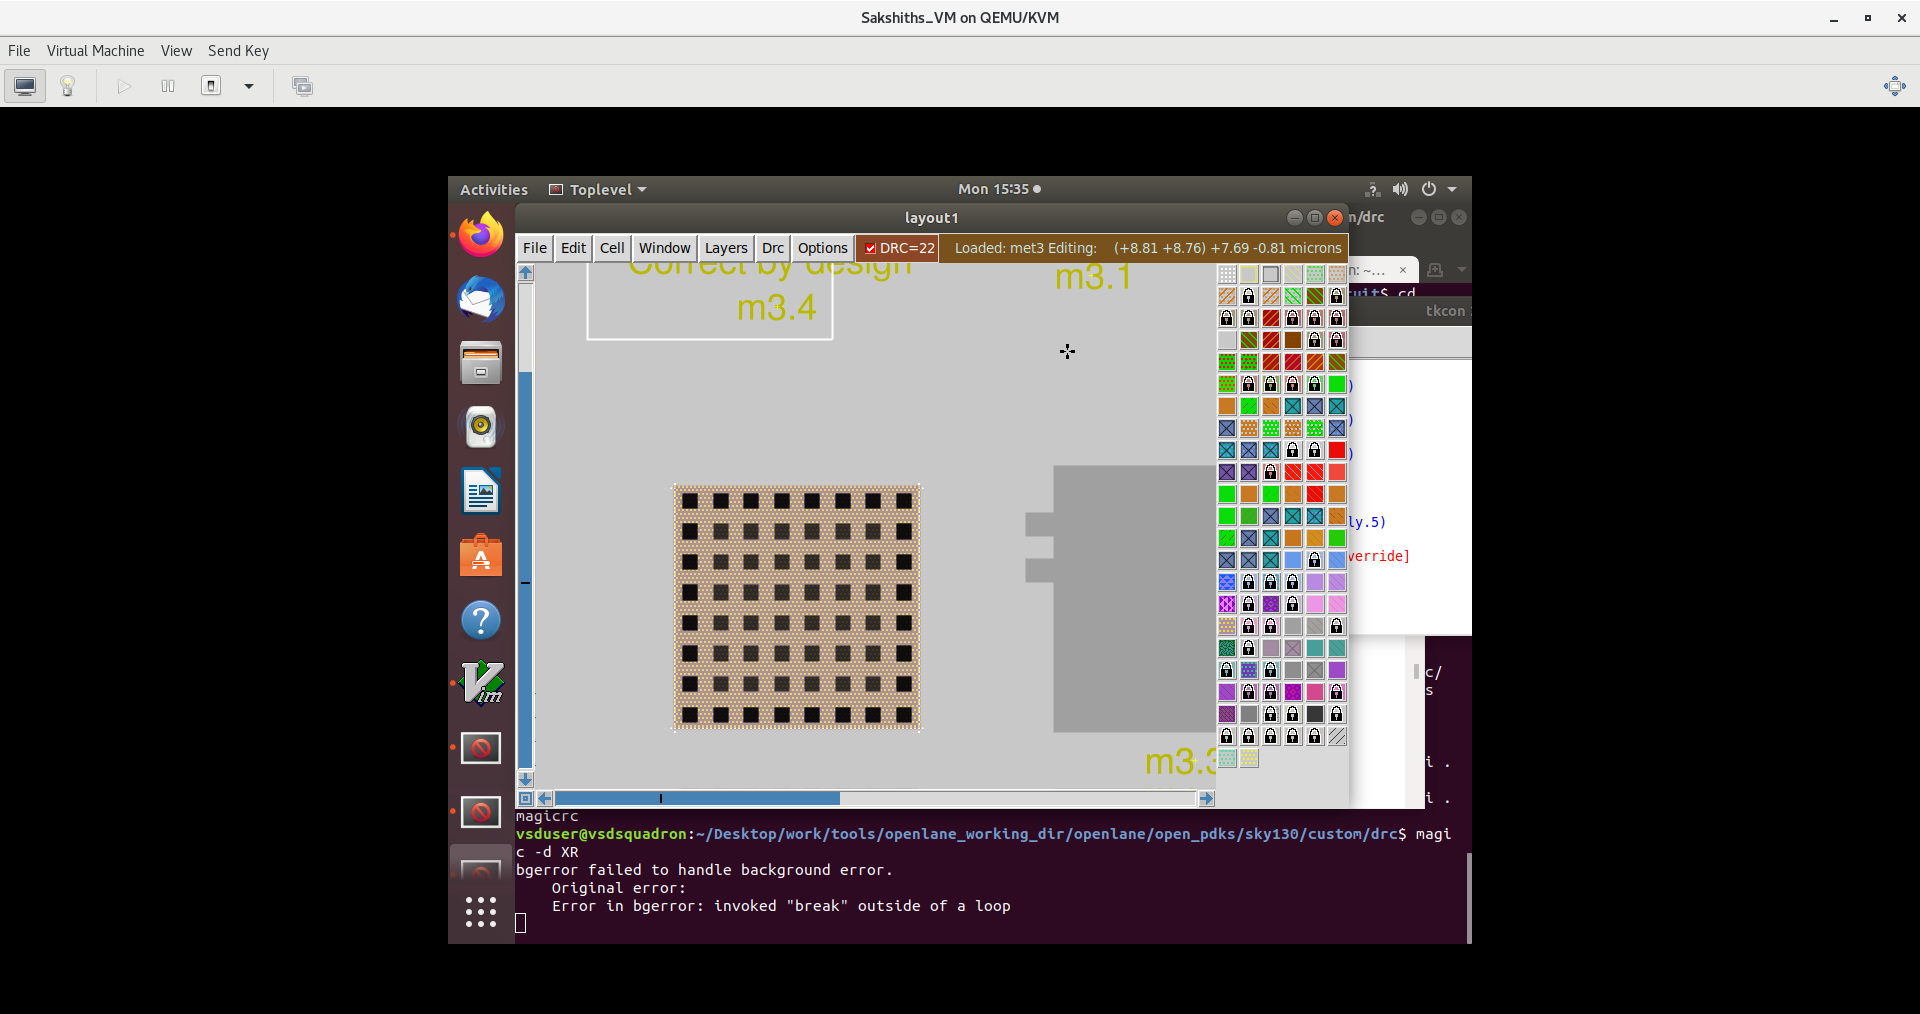 Sakshiths_VM on QEMU/KVM
File Virtual Machine View Send Key
Activities Toplevel Mon 15:35
layout1
m/drc
File Edit Cell Window Layers Drc Options DRC=22 Loaded: met3 Editing: (+8.81 +8.76) +7.69 -0.81 microns
Correct by design
m3.4
m3.1
n: ~...
uit$ cd
tkcon 2
)
)
)
ly.5)
verride]
c/
s
m3.3
i .
i .
magicrc
vsduser@vsdsquadron:~/Desktop/work/tools/openlane_working_dir/openlane/open_pdks/sky130/custom/drc$ magi
c -d XR
bgerror failed to handle background error.
Original error:
Error in bgerror: invoked "break" outside of a loop